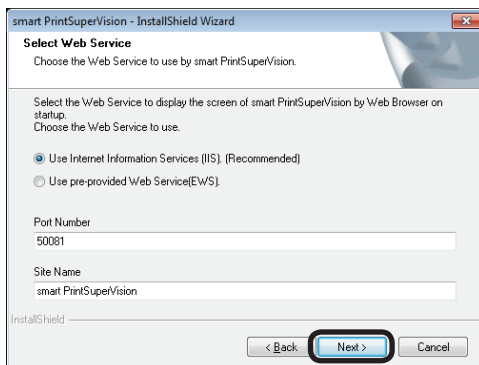 smart PrintSuperVision - InstallShield Wizard
Select Web Service
Choose the Web Service to use by smart PrintSuperVision.
Select the Web Service to display the screen of smart PrintSuperVision by Web Browser on
startup.
Choose the Web Service to use.
Use Internet Information Services (IIS). (Recommended)
Use pre-provided Web Service(EWS).
Port Number
50081
Site Name
smart PrintSuperVision
InstallShield
< Back
Next >
Cancel